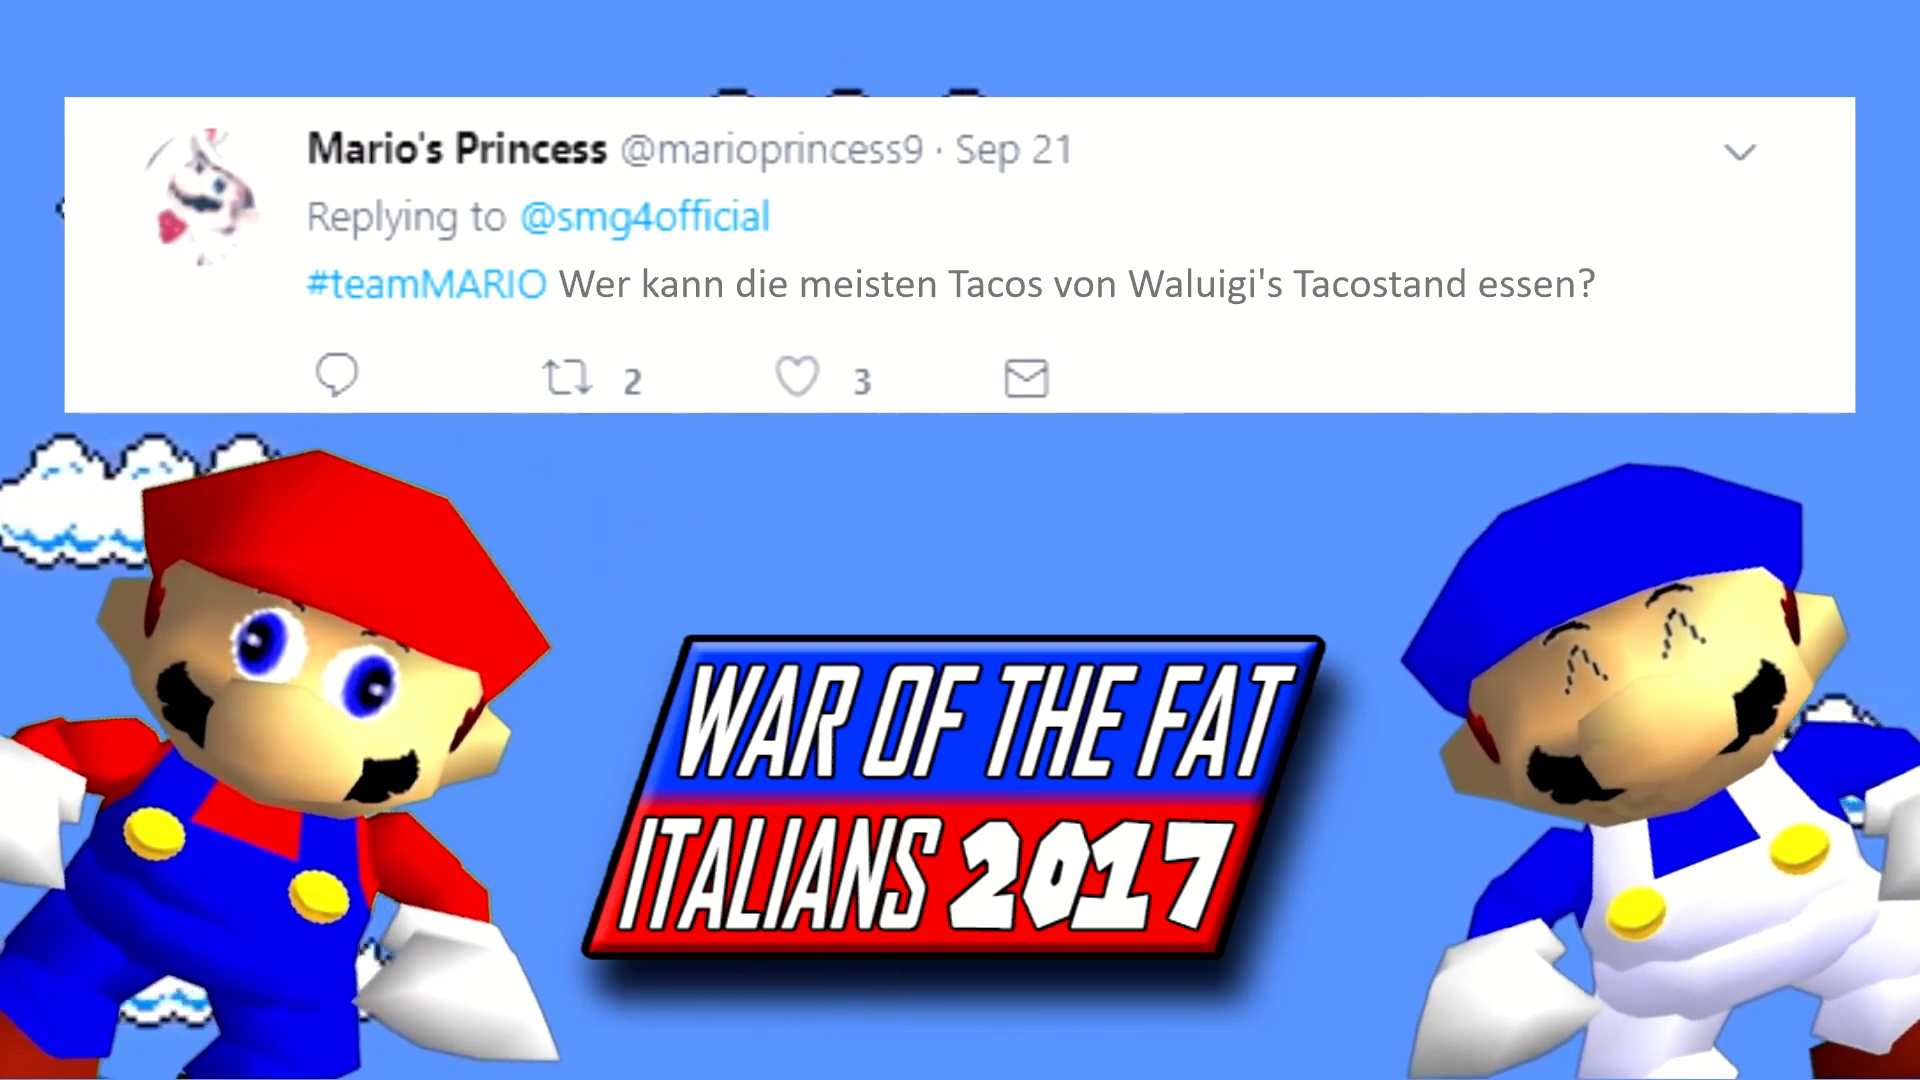 Mario's Princess @marioprincess9 · Sep 21
Replying to @smg4official
#teamMARIO Wer kann die meisten Tacos von Waluigi's Tacostand essen?
2 3
WAR OF THE FAT
ITALIANS 2017